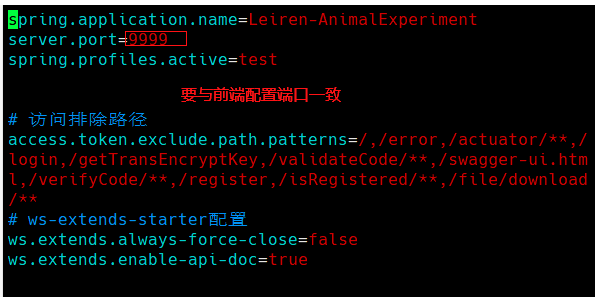 spring.application.name=Leiren-AnimalExperiment
server.port=9999
spring.profiles.active=test
要与前端配置端口一致
# 访问排除路径
access.token.exclude.path.patterns=/,/error,/actuator/**,/
login,/getTransEncryptKey,/validateCode/**,/swagger-ui.htm
l,/verifyCode/**,/register,/isRegistered/**,/file/download
/**
# ws-extends-starter配置
ws.extends.always-force-close=false
ws.extends.enable-api-doc=true